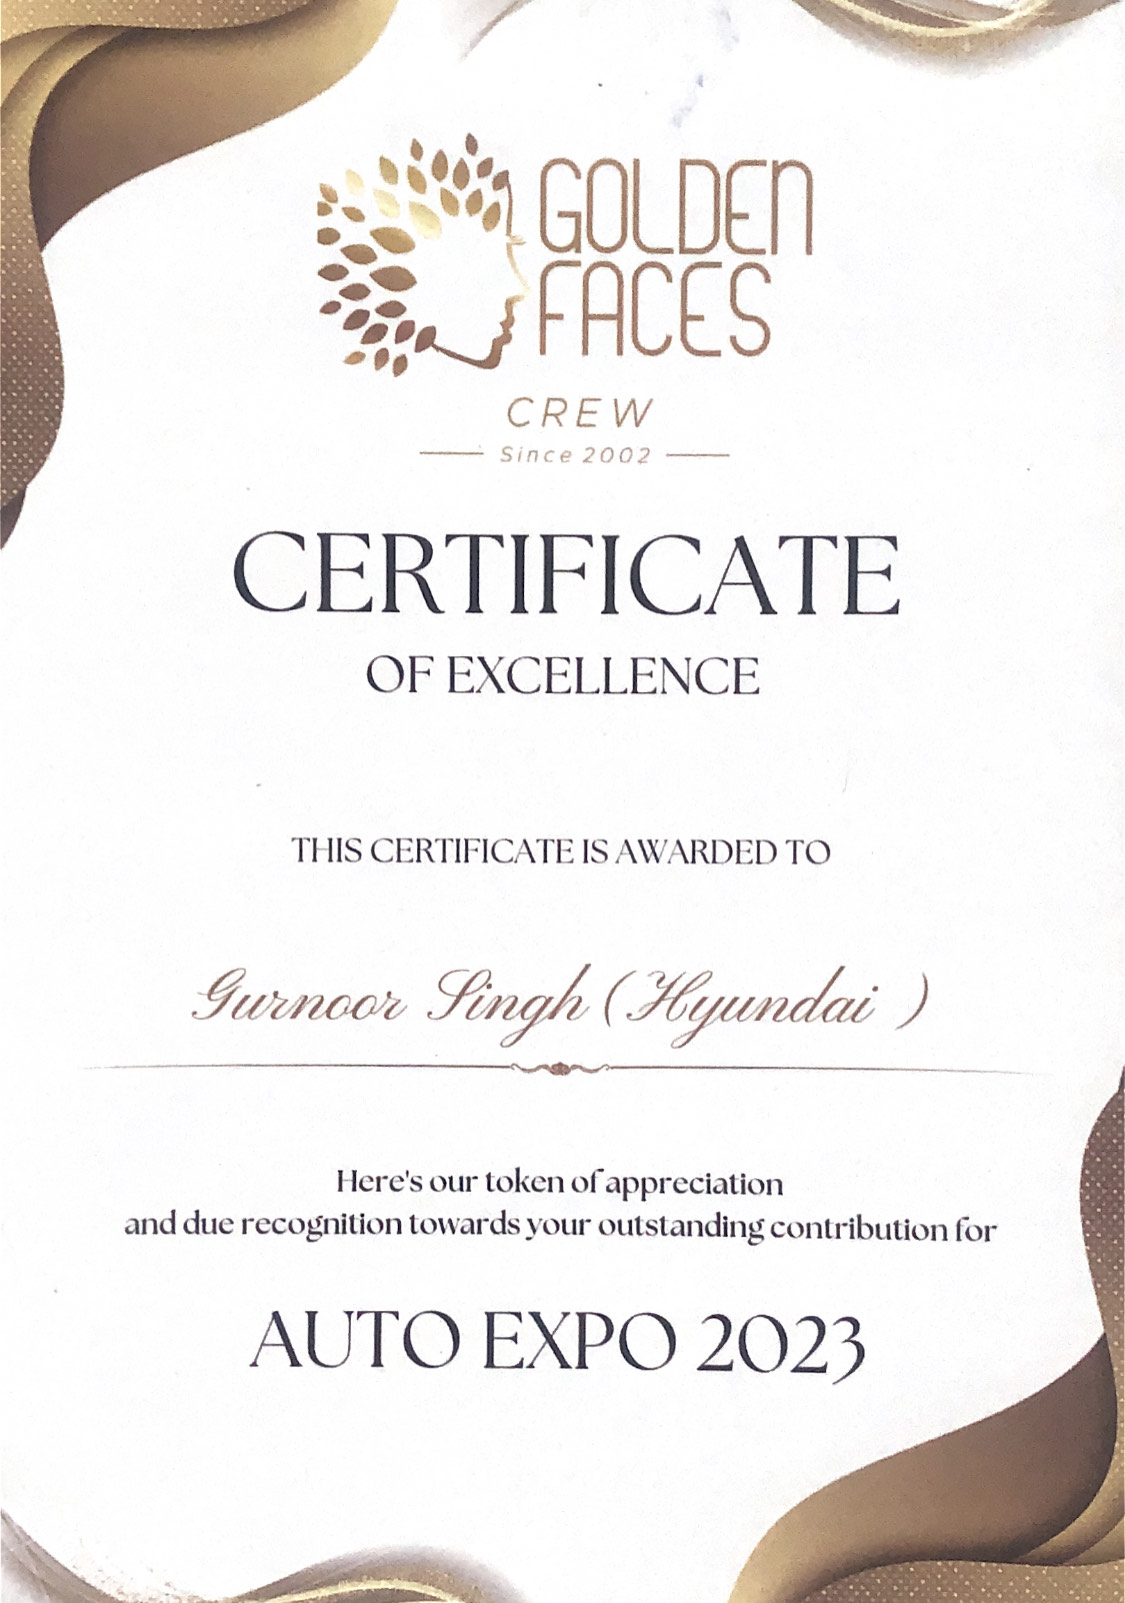 GOLDEN
FACES
CREW
Since 2002
CERTIFICATE
OF EXCELLENCE
THIS CERTIFICATE IS AWARDED TO
Gurnoor Singh (Hyundai )
Here's our token of appreciation
and due recognition towards your outstanding contribution for
AUTO EXPO 2023